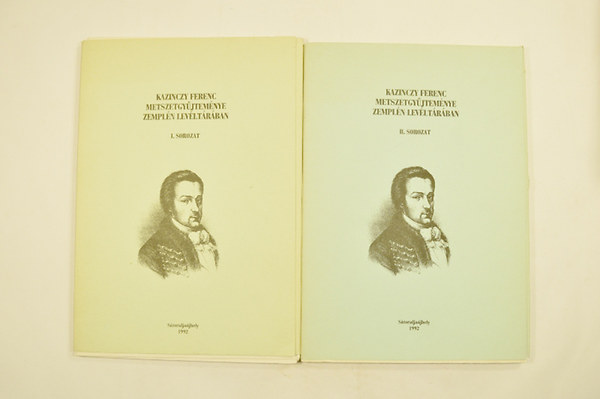 KAZINCZY FERENC
METSZETGYŰJTEMÉNYE
ZEMPLÉN LEVÉLTÁRÁBAN
I. SOROZAT
Sátoraljaújhely
1992
KAZINCZY FERENC
METSZETGYŰJTEMÉNYE
ZEMPLÉN LEVÉLTÁRÁBAN
II. SOROZAT
Sátoraljaújhely
1992